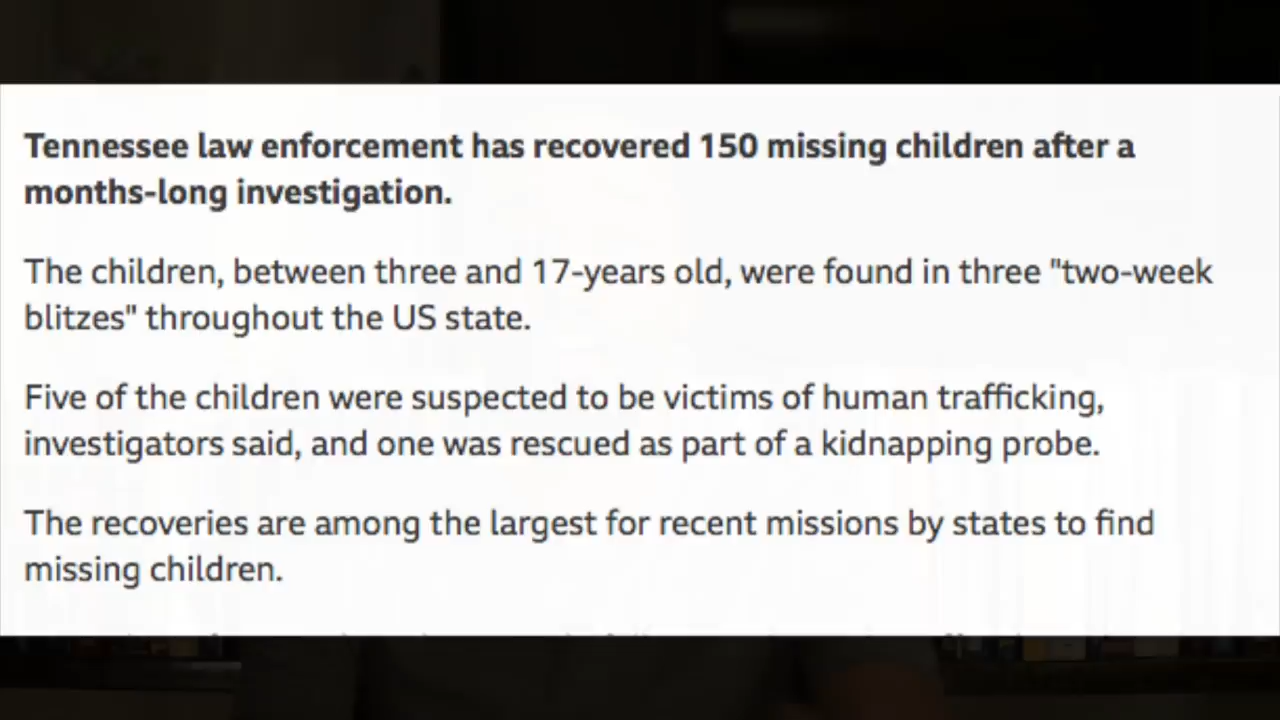 Tennessee law enforcement has recovered 150 missing children after a
months-long investigation.
The children, between three and 17-years old, were found in three "two-week
blitzes" throughout the US state.
Five of the children were suspected to be victims of human trafficking,
investigators said, and one was rescued as part of a kidnapping probe.
The recoveries are among the largest for recent missions by states to find
missing children.